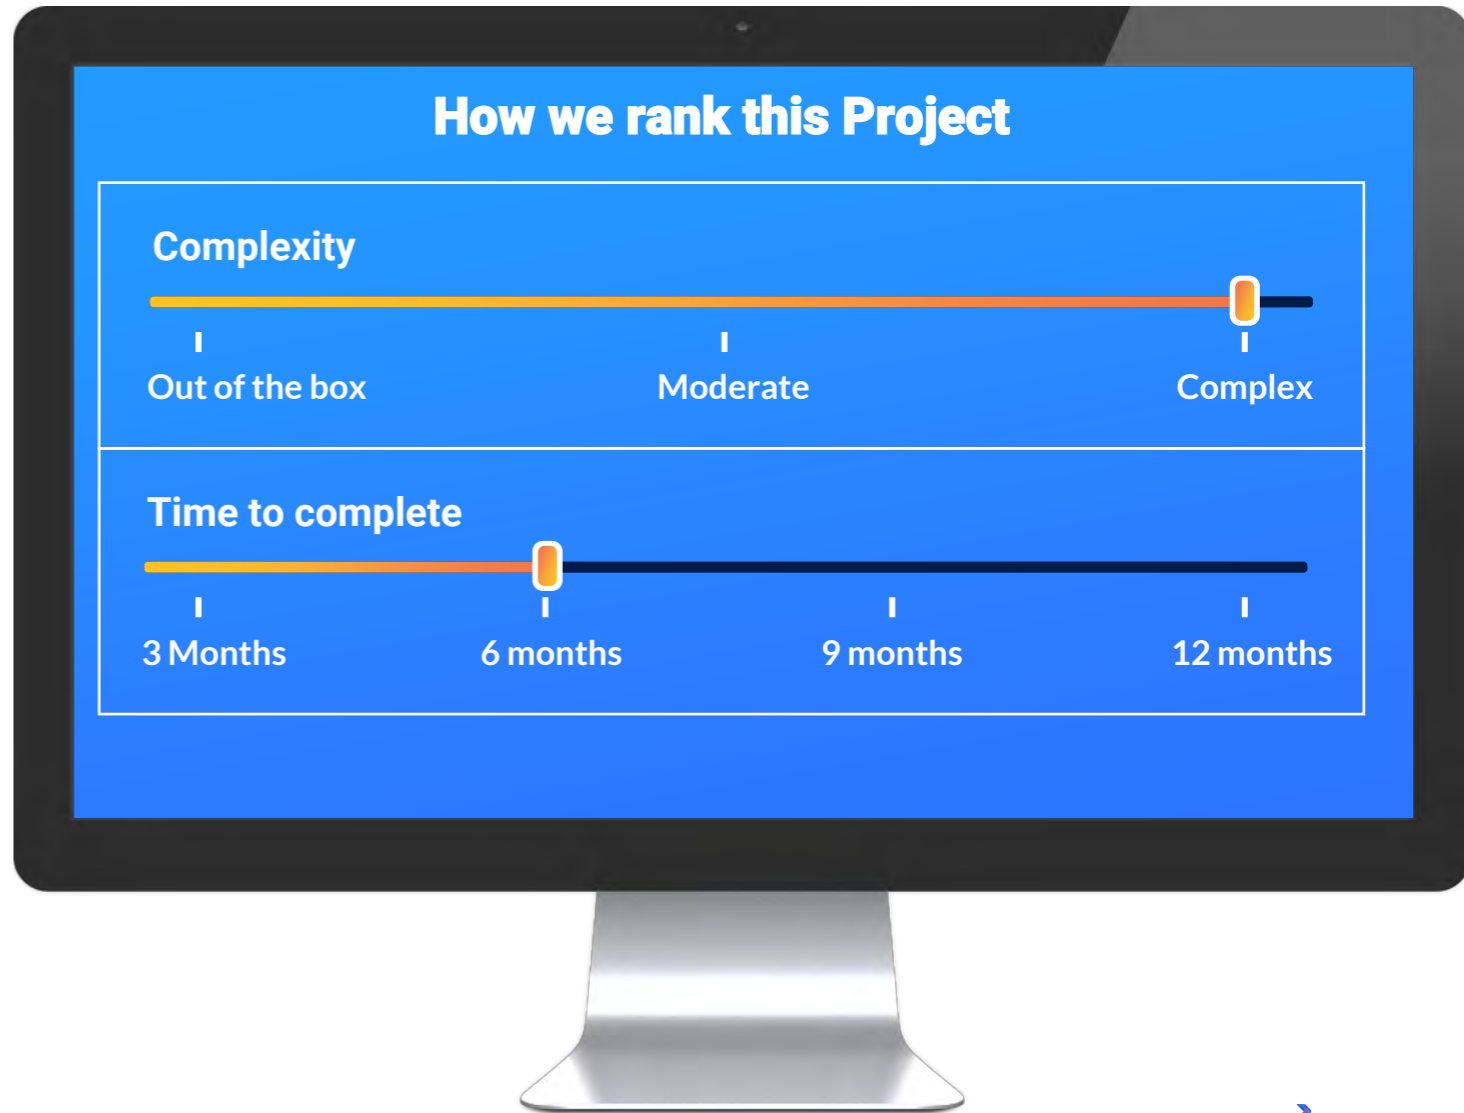 How we rank this Project
Complexity
Out of the box Moderate Complex
Time to complete
3 Months 6 months 9 months 12 months